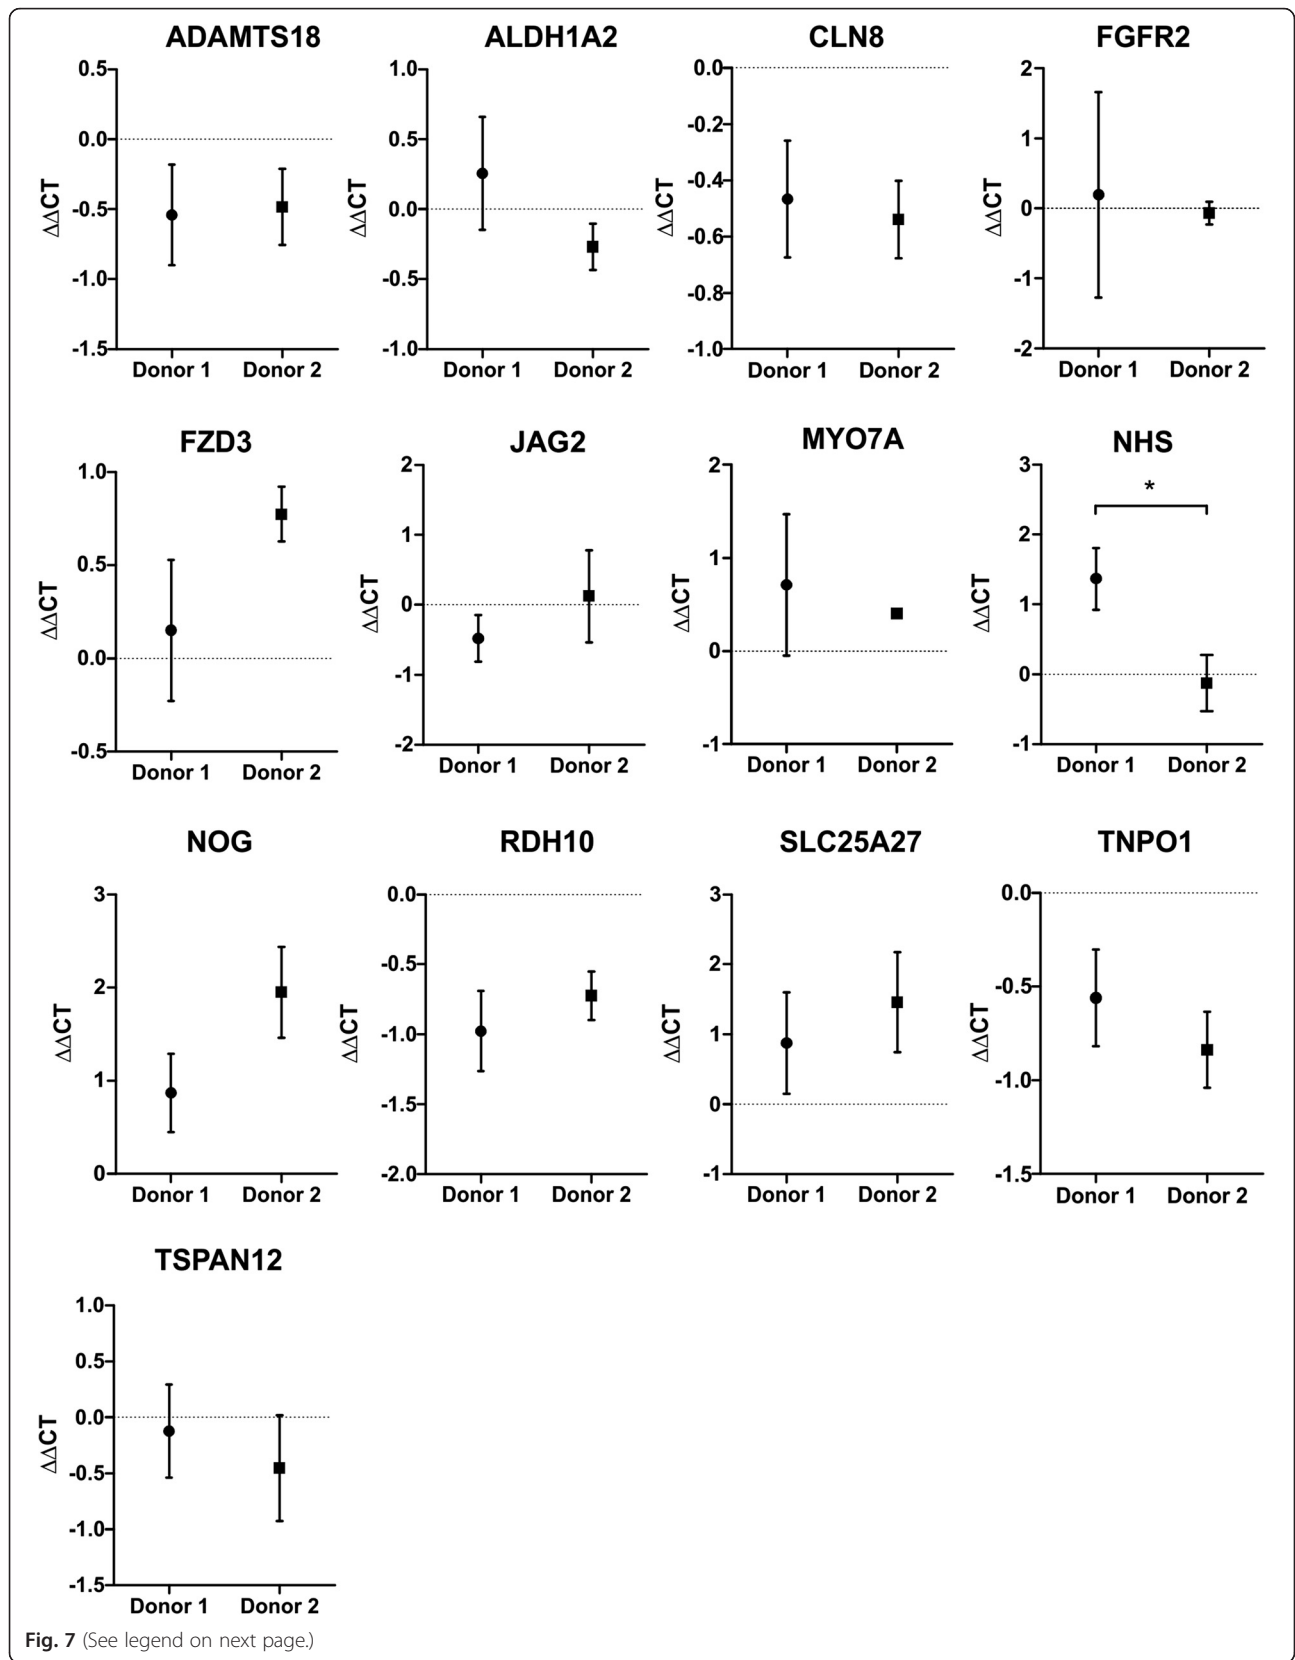 ADAMTS18 ALDH1A2 CLN8 FGFR2
0.5 0.0 -0.5 -1.0 -1.5 ΔΔCT Donor 1 Donor 2
1.0 0.5 0.0 -0.5 -1.0 ΔΔCT Donor 1 Donor 2
0.0 -0.2 -0.4 -0.6 -0.8 -1.0 ΔΔCT Donor 1 Donor 2
2 1 0 -1 -2 ΔΔCT Donor 1 Donor 2
FZD3 JAG2 MYO7A NHS
1.0 0.5 0.0 -0.5 ΔΔCT Donor 1 Donor 2
2 1 0 -1 -2 ΔΔCT Donor 1 Donor 2
2 1 0 -1 ΔΔCT Donor 1 Donor 2
3 2 1 0 -1 ΔΔCT * Donor 1 Donor 2
NOG RDH10 SLC25A27 TNPO1
3 2 1 0 ΔΔCT Donor 1 Donor 2
0.0 -0.5 -1.0 -1.5 -2.0 ΔΔCT Donor 1 Donor 2
3 2 1 0 -1 ΔΔCT Donor 1 Donor 2
0.0 -0.5 -1.0 -1.5 ΔΔCT Donor 1 Donor 2
TSPAN12
1.0 0.5 0.0 -0.5 -1.0 -1.5 ΔΔCT Donor 1 Donor 2
Fig. 7 (See legend on next page.)